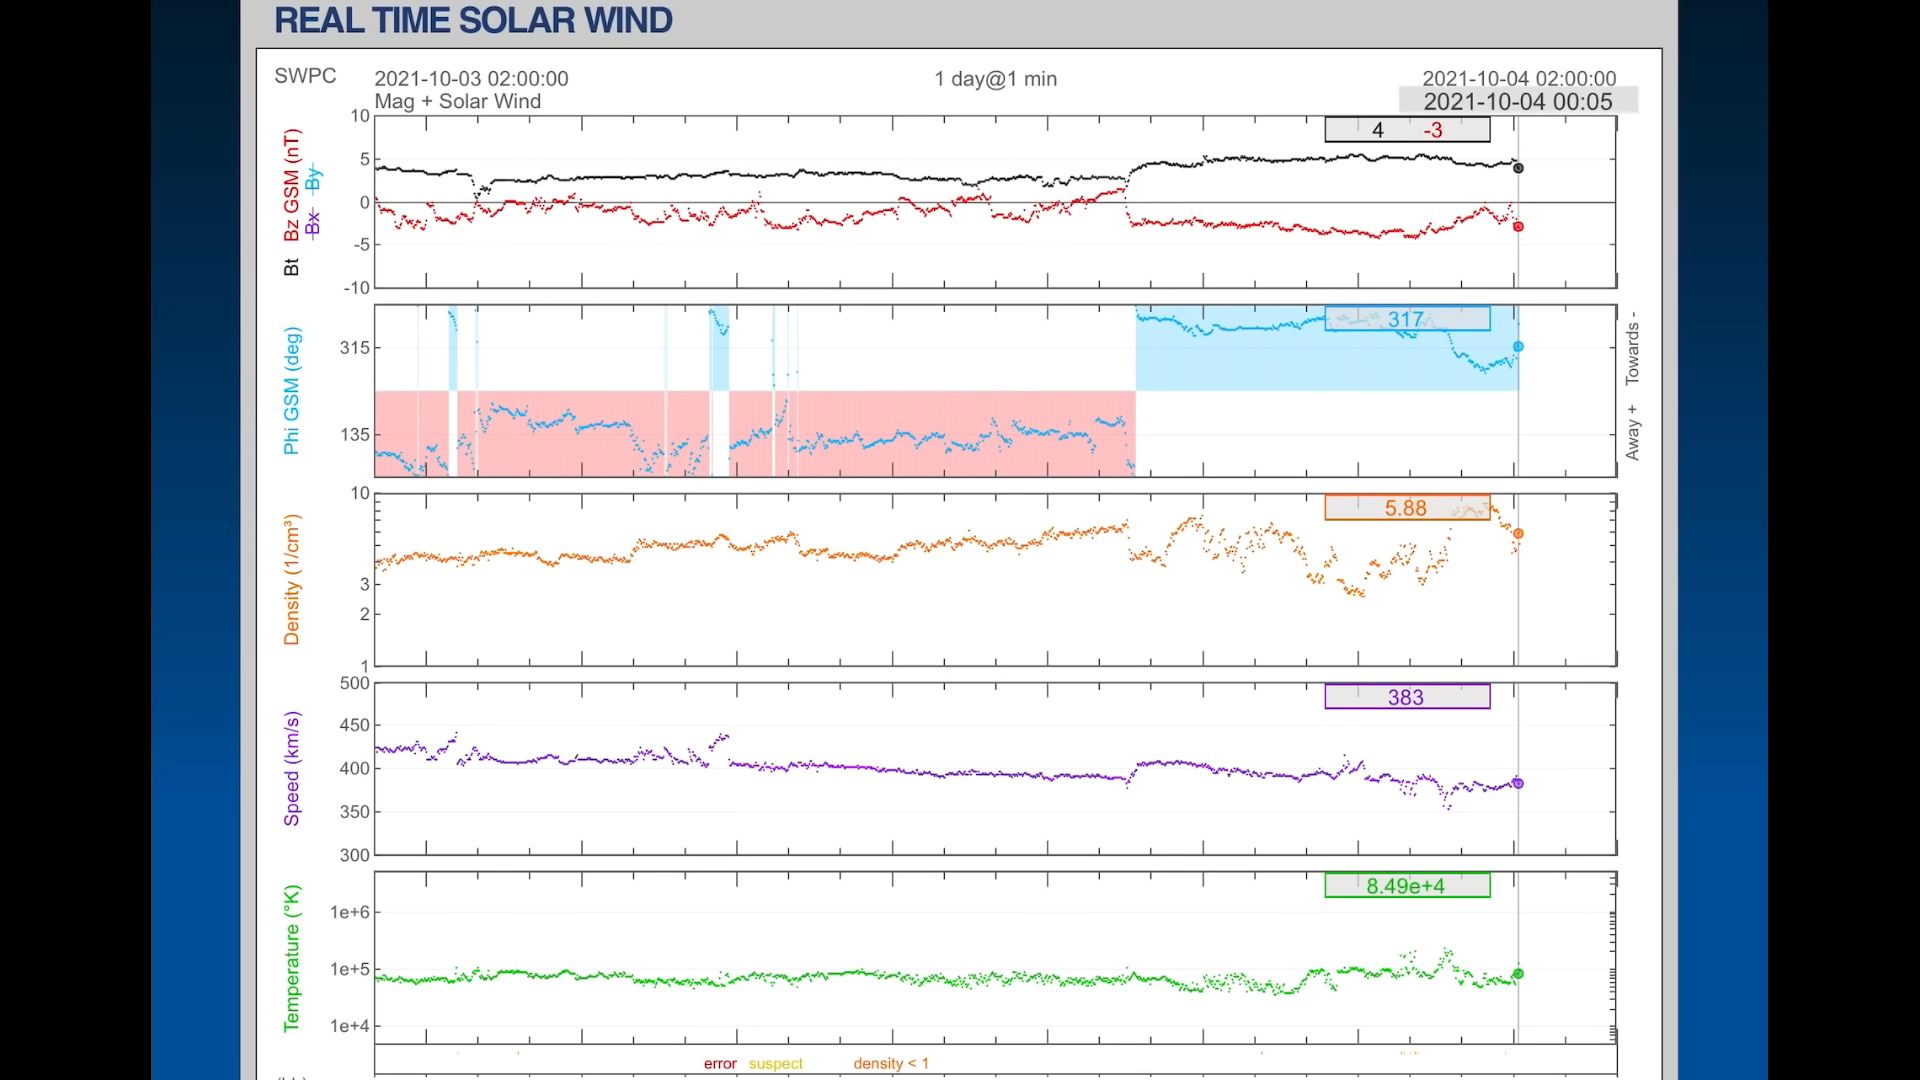 REAL TIME SOLAR WIND
SWPC
2021-10-03 02:00:00
1 day@1 min
2021-10-04 02:00:00
Mag + Solar Wind
2021-10-04 00:05
Bt Bz GSM (nT)
Bx By
10
5
0
-5
-10
4 -3
Phi GSM (deg)
315
135
317
Away + Towards -
Density (1/cm³)
10
3
2
1
5.88
Speed (km/s)
500
450
400
350
300
383
Temperature (°K)
1e+6
1e+5
1e+4
8.49e+4
error suspect density < 1